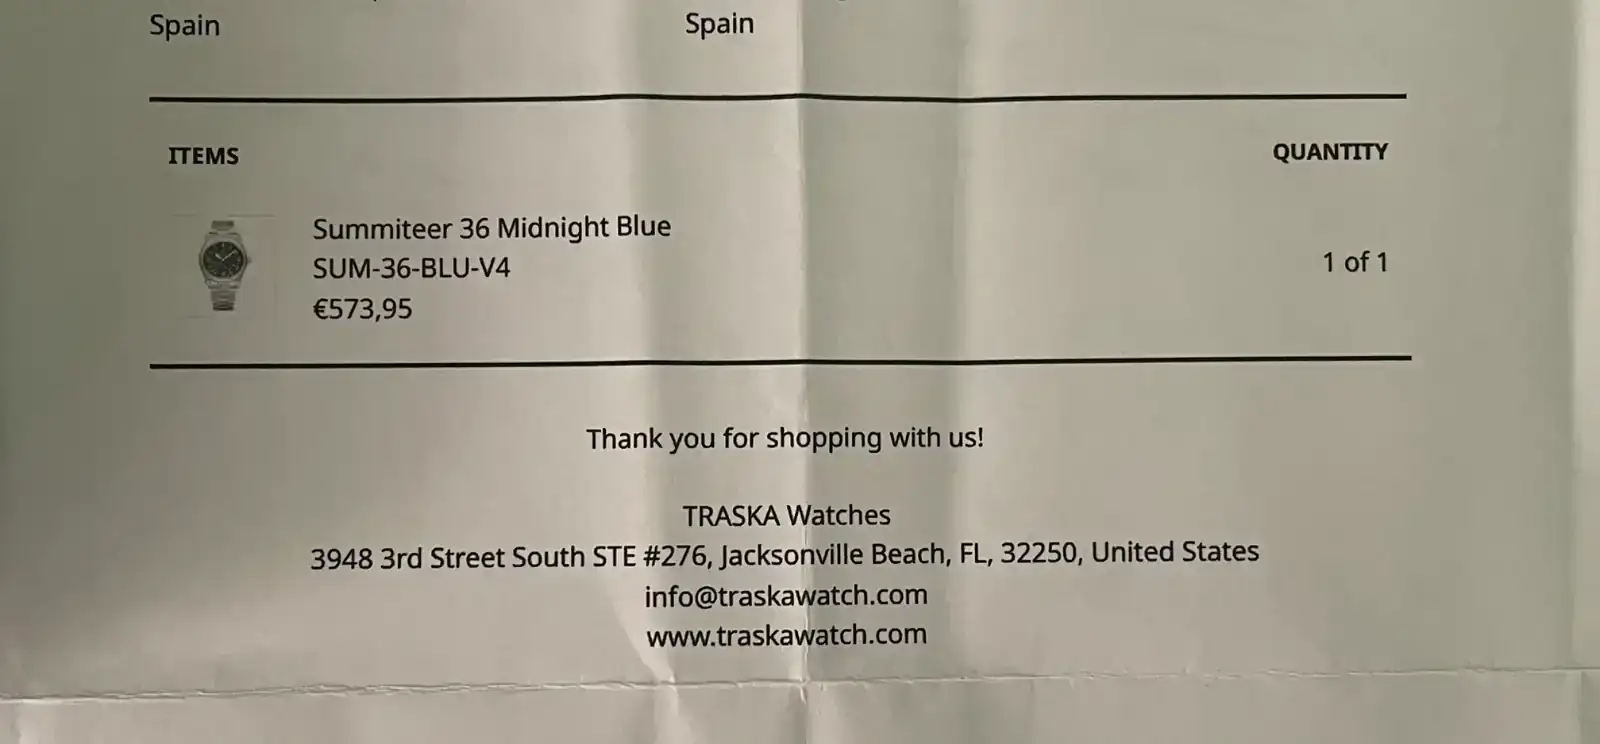 Spain
Spain
ITEMS
QUANTITY
Summiteer 36 Midnight Blue
SUM-36-BLU-V4
€573,95
1 of 1
Thank you for shopping with us!
TRASKA Watches
3948 3rd Street South STE #276, Jacksonville Beach, FL, 32250, United States
info@traskawatch.com
www.traskawatch.com